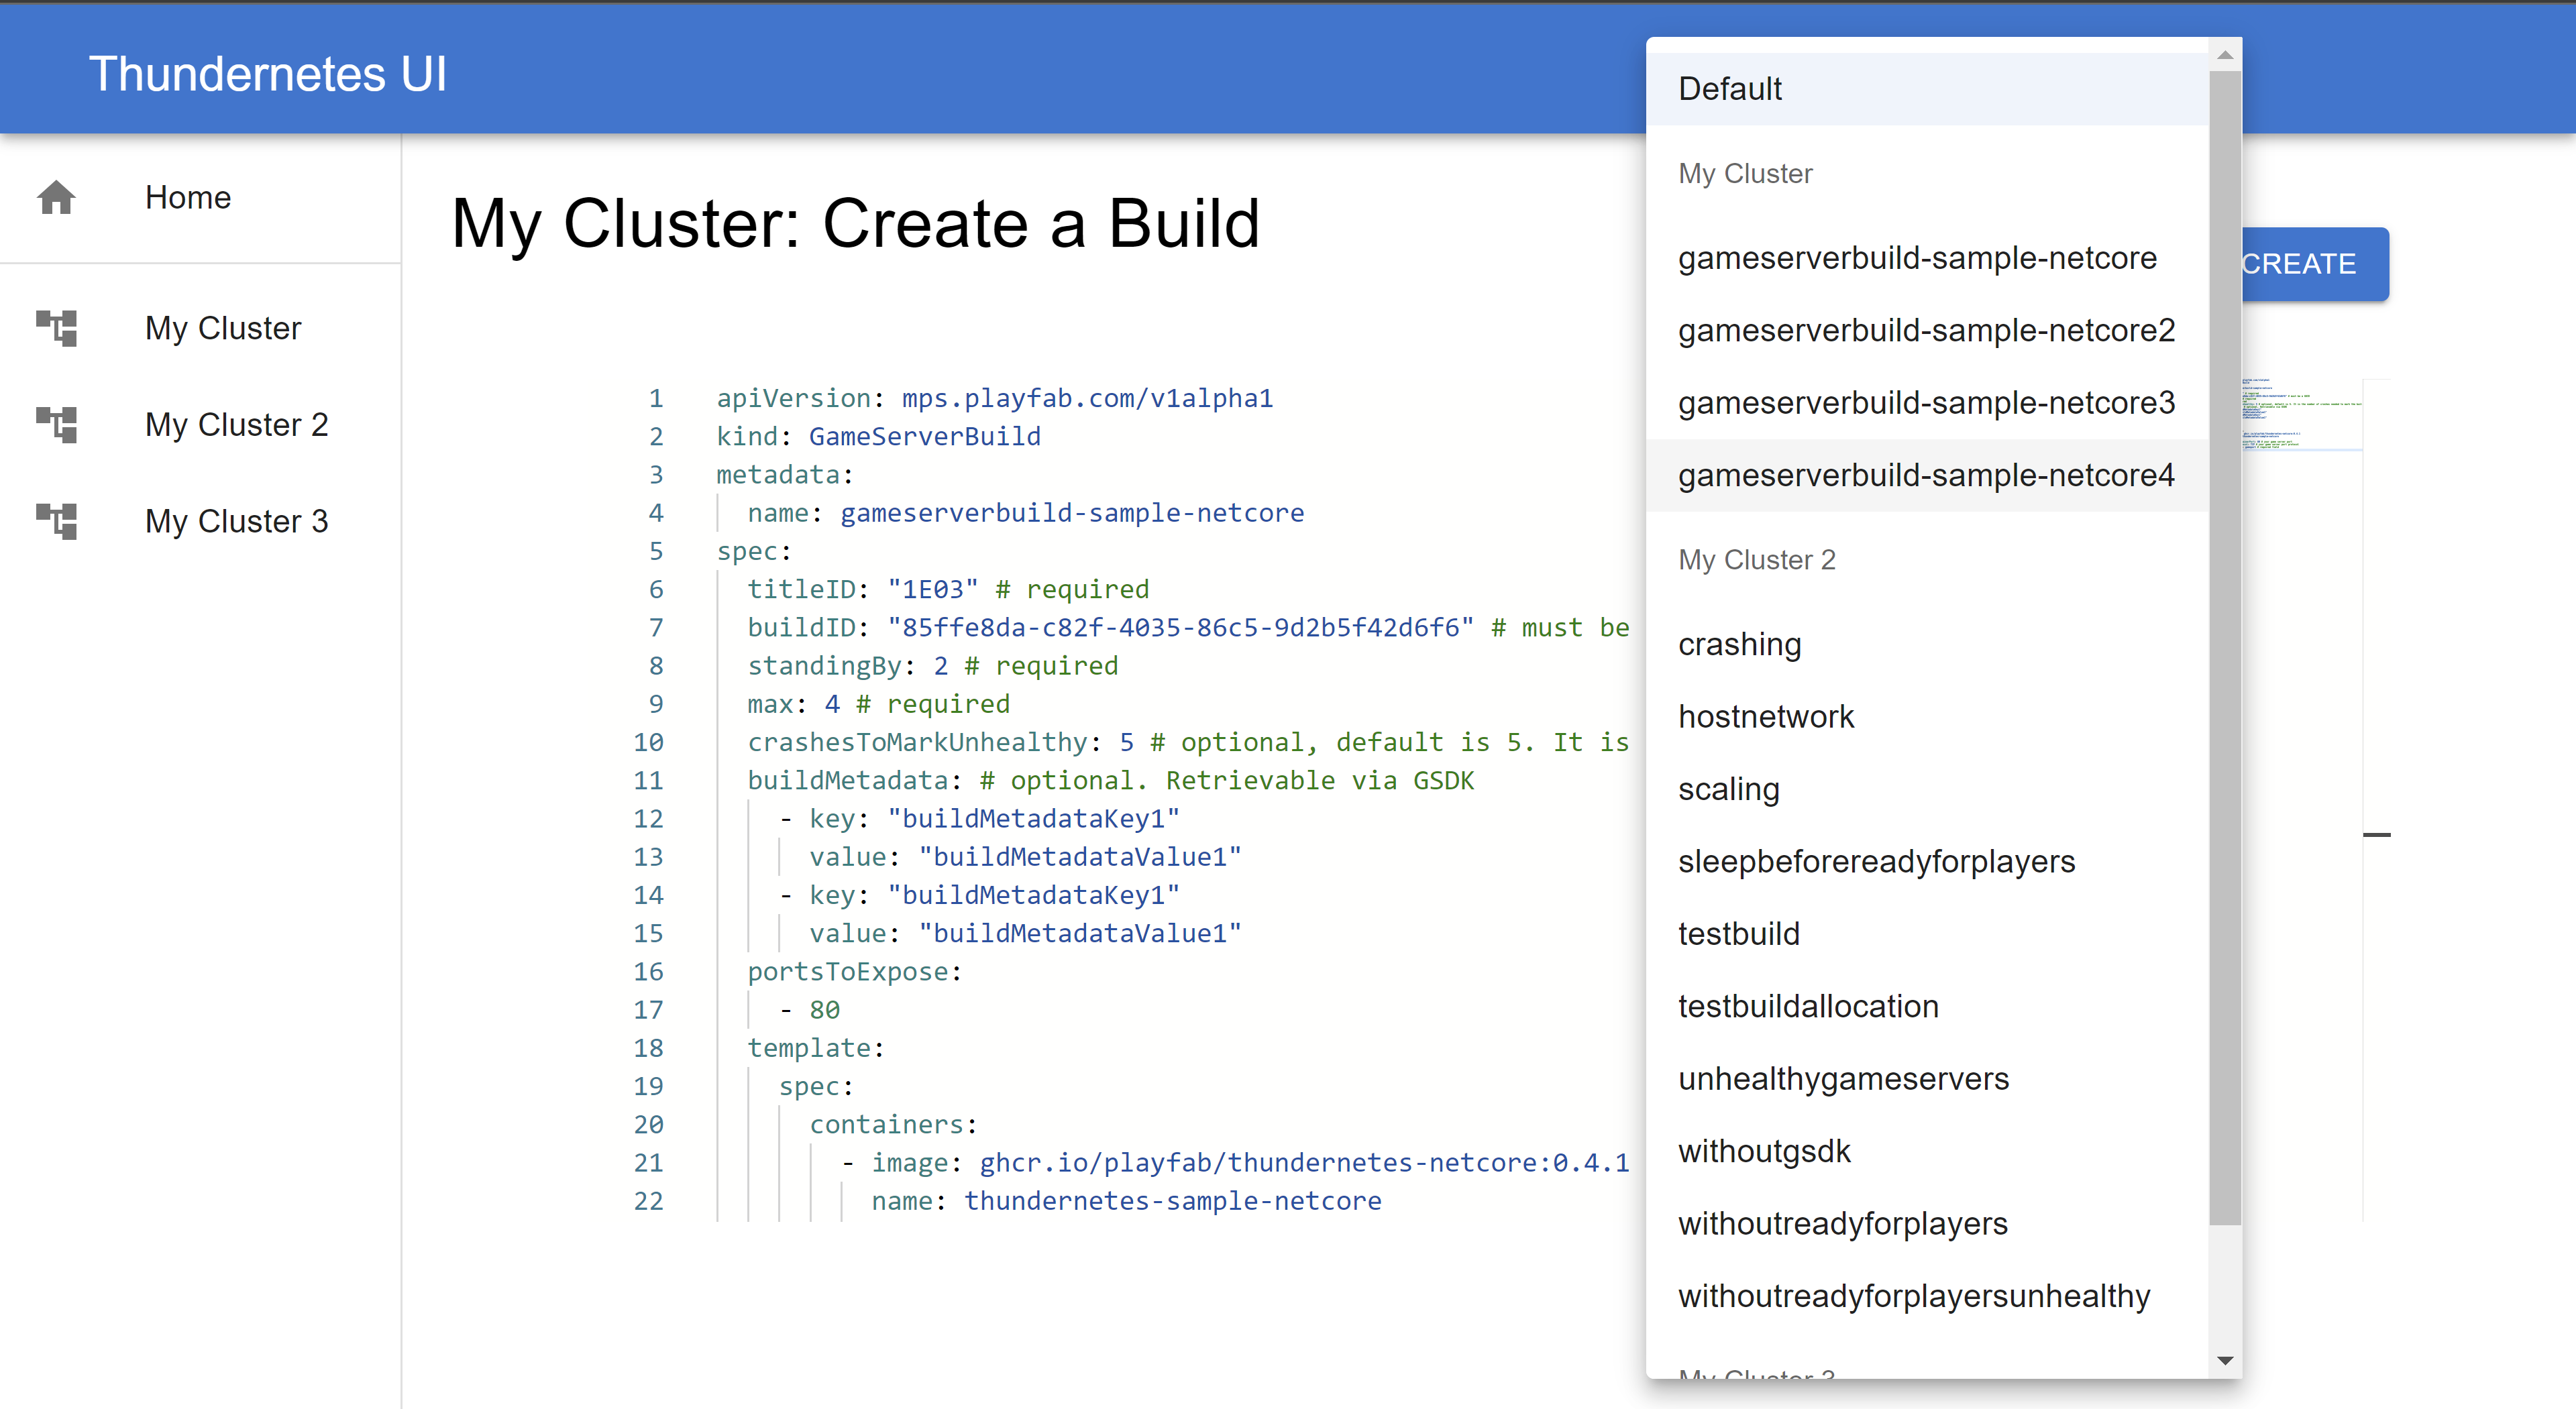 Thundernetes UI
Home
My Cluster
My Cluster 2
My Cluster 3
My Cluster: Create a Build
CREATE
1 apiVersion: mps.playfab.com/v1alpha1
2 kind: GameServerBuild
3 metadata:
4 name: gameserverbuild-sample-netcore
5 spec:
6 titleID: "1E03" # required
7 buildID: "85ffe8da-c82f-4035-86c5-9d2b5f42d6f6" # must be
8 standingBy: 2 # required
9 max: 4 # required
10 crashesToMarkUnhealthy: 5 # optional, default is 5. It is
11 buildMetadata: # optional. Retrievable via GSDK
12 - key: "buildMetadataKey1"
13 value: "buildMetadataValue1"
14 - key: "buildMetadataKey1"
15 value: "buildMetadataValue1"
16 portsToExpose:
17 - 80
18 template:
19 spec:
20 containers:
21 - image: ghcr.io/playfab/thundernetes-netcore:0.4.1
22 name: thundernetes-sample-netcore
Default
My Cluster
gameserverbuild-sample-netcore
gameserverbuild-sample-netcore2
gameserverbuild-sample-netcore3
gameserverbuild-sample-netcore4
My Cluster 2
crashing
hostnetwork
scaling
sleepbeforereadyforplayers
testbuild
testbuildallocation
unhealthygameservers
withoutgsdk
withoutreadyforplayers
withoutreadyforplayersunhealthy
My Cluster 3